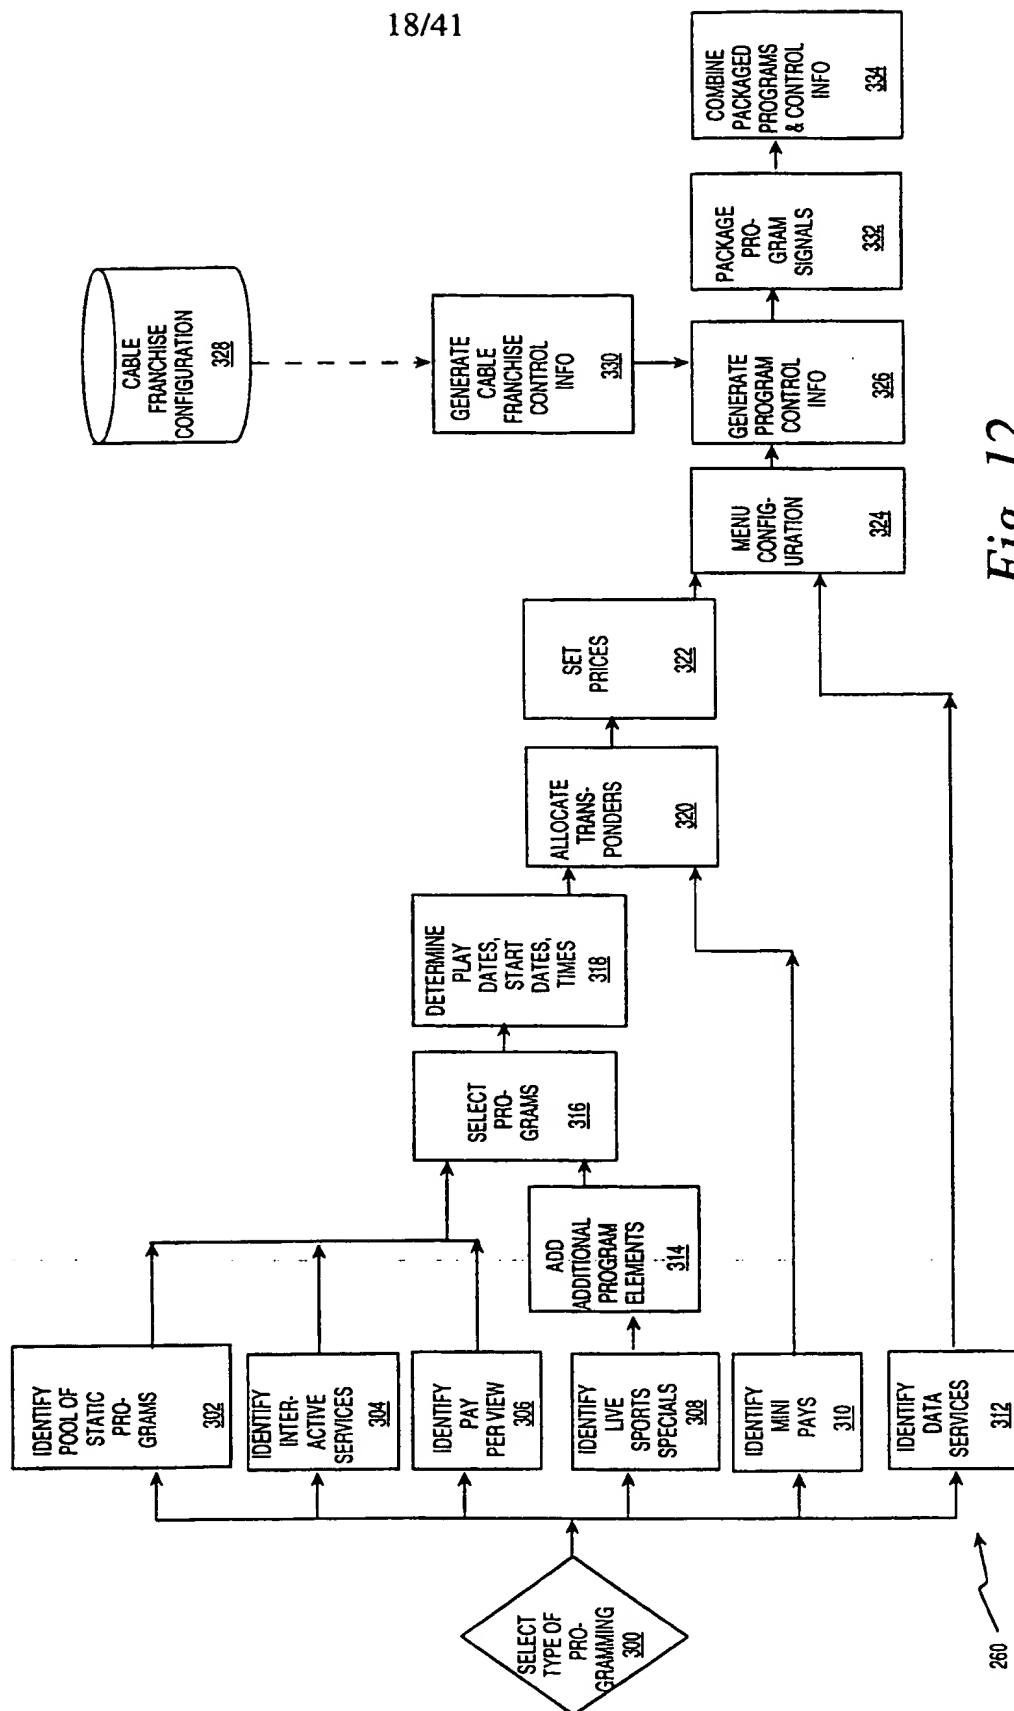 18/41
SELECT
TYPE OF
PRO-
GRAMMING
300
IDENTIFY
POOL OF
STATIC
PRO-
GRAMS
302
IDENTIFY
INTER-
ACTIVE
SERVICES
304
IDENTIFY
PAY
PER VIEW
306
IDENTIFY
LIVE
SPORTS
SPECIALS
308
IDENTIFY
MINI
PAYS
310
IDENTIFY
DATA
SERVICES
312
ADD
ADDITIONAL
PROGRAM
ELEMENTS
314
SELECT
PRO-
GRAMS
316
DETERMINE
PLAY
DATES,
START
DATES,
TIMES
318
ALLOCATE
TRANS-
PONDERS
320
SET
PRICES
322
MENU
CONFIG-
URATION
324
CABLE
FRANCHISE
CONFIGURATION
328
GENERATE
CABLE
FRANCHISE
CONTROL
INFO
330
GENERATE
PROGRAM
CONTROL
INFO
326
PACKAGE
PRO-
GRAM
SIGNALS
332
COMBINE
PACKAGED
PROGRAMS
& CONTROL
INFO
334
260
Fig. 12